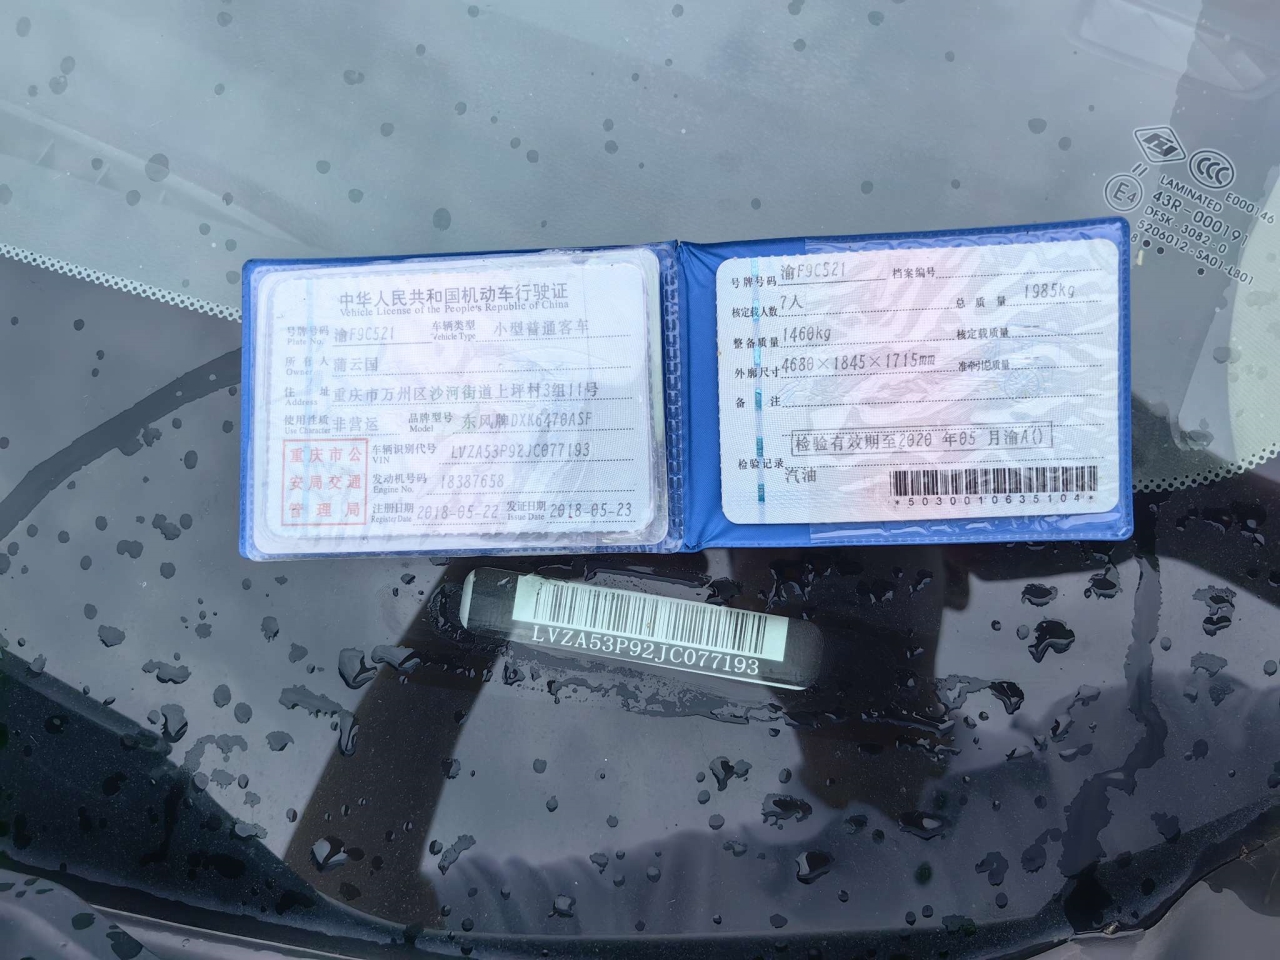 中华人民共和国机动车行驶证
Vehicle License of the People's Republic of China
号牌号码 渝F9C521 车辆类型 小型普通客车
Plate No. Vehicle Type
所有人 蒲云国
Owner
住址 重庆市万州区沙河街道上坪村3组11号
Address
使用性质 非营运 品牌型号 东风牌DXK6470ASF
Use Character Model
重庆市公
安局交通
管理局
车辆识别代号 LVZA53P92JC077193
VIN
发动机号码 18387658
Engine No.
注册日期 2018-05-22 发证日期 2018-05-23
Register Date Issue Date
号牌号码 渝F9C521 档案编号
核定载人数 7人 总质量 1985kg
整备质量 1460kg 核定载质量
外廓尺寸 4680×1845×1715mm 准牵引总质量
备注
检验有效期至2020年05月渝A()
检验记录
汽油
*5030010635104*
LVZA53P92JC077193
CCC
LAMINATED E000146
E4 43R-000191
DFSK-3082-0
5206012-SA01-LB01